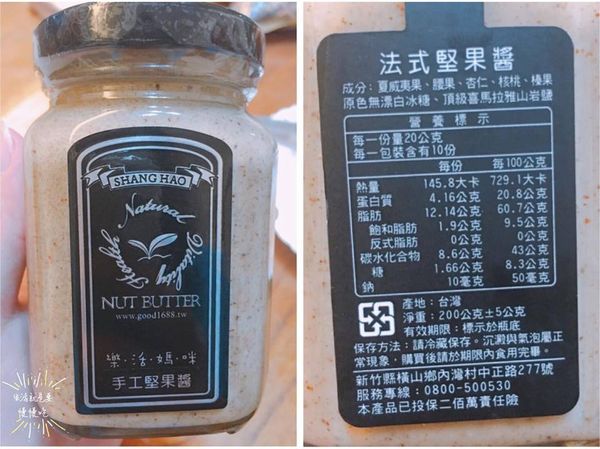 SHANG HAO
Natural Vitality Health
NUT BUTTER
www.good1688.tw
樂·活媽·咪
手工堅果醬
生活就是要
慢慢吃
法式堅果醬
成分：夏威夷果、腰果、杏仁、核桃、榛果
原色無漂白冰糖、頂級喜馬拉雅山岩鹽
營養標示
每一份量20公克
每一包裝含有10份
每份 每100公克
熱量 145.8大卡 729.1大卡
蛋白質 4.16公克 20.8公克
脂肪 12.14公克 60.7公克
飽和脂肪 1.9公克 9.5公克
反式脂肪 0公克 0公克
碳水化合物 8.6公克 43公克
糖 1.66公克 8.3公克
鈉 10毫克 50毫克
產地：台灣
淨重：200公克±5公克
有效期限：標示於瓶底
保存方法：請冷藏保存。沉澱與氣泡屬正
常現象，購買後請於期限內食用完畢。
新竹縣橫山鄉內灣村中正路277號
服務專線：0800-500530
本產品已投保二佰萬責任險